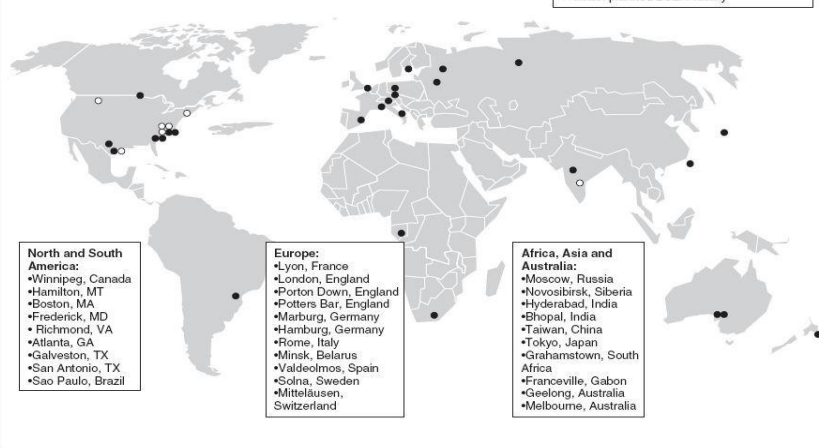 North and South
America:
•Winnipeg, Canada
•Hamilton, MT
•Boston, MA
•Frederick, MD
• Richmond, VA
•Atlanta, GA
•Galveston, TX
•San Antonio, TX
•Sao Paulo, Brazil
Europe:
•Lyon, France
•London, England
•Porton Down, England
•Potters Bar, England
•Marburg, Germany
•Hamburg, Germany
•Rome, Italy
•Minsk, Belarus
•Valdeolmos, Spain
•Solna, Sweden
•Mitteläusen,
Switzerland
Africa, Asia and
Australia:
•Moscow, Russia
•Novosibirsk, Siberia
•Hyderabad, India
•Bhopal, India
•Taiwan, China
•Tokyo, Japan
•Grahamstown, South
Africa
•Franceville, Gabon
•Geelong, Australia
•Melbourne, Australia